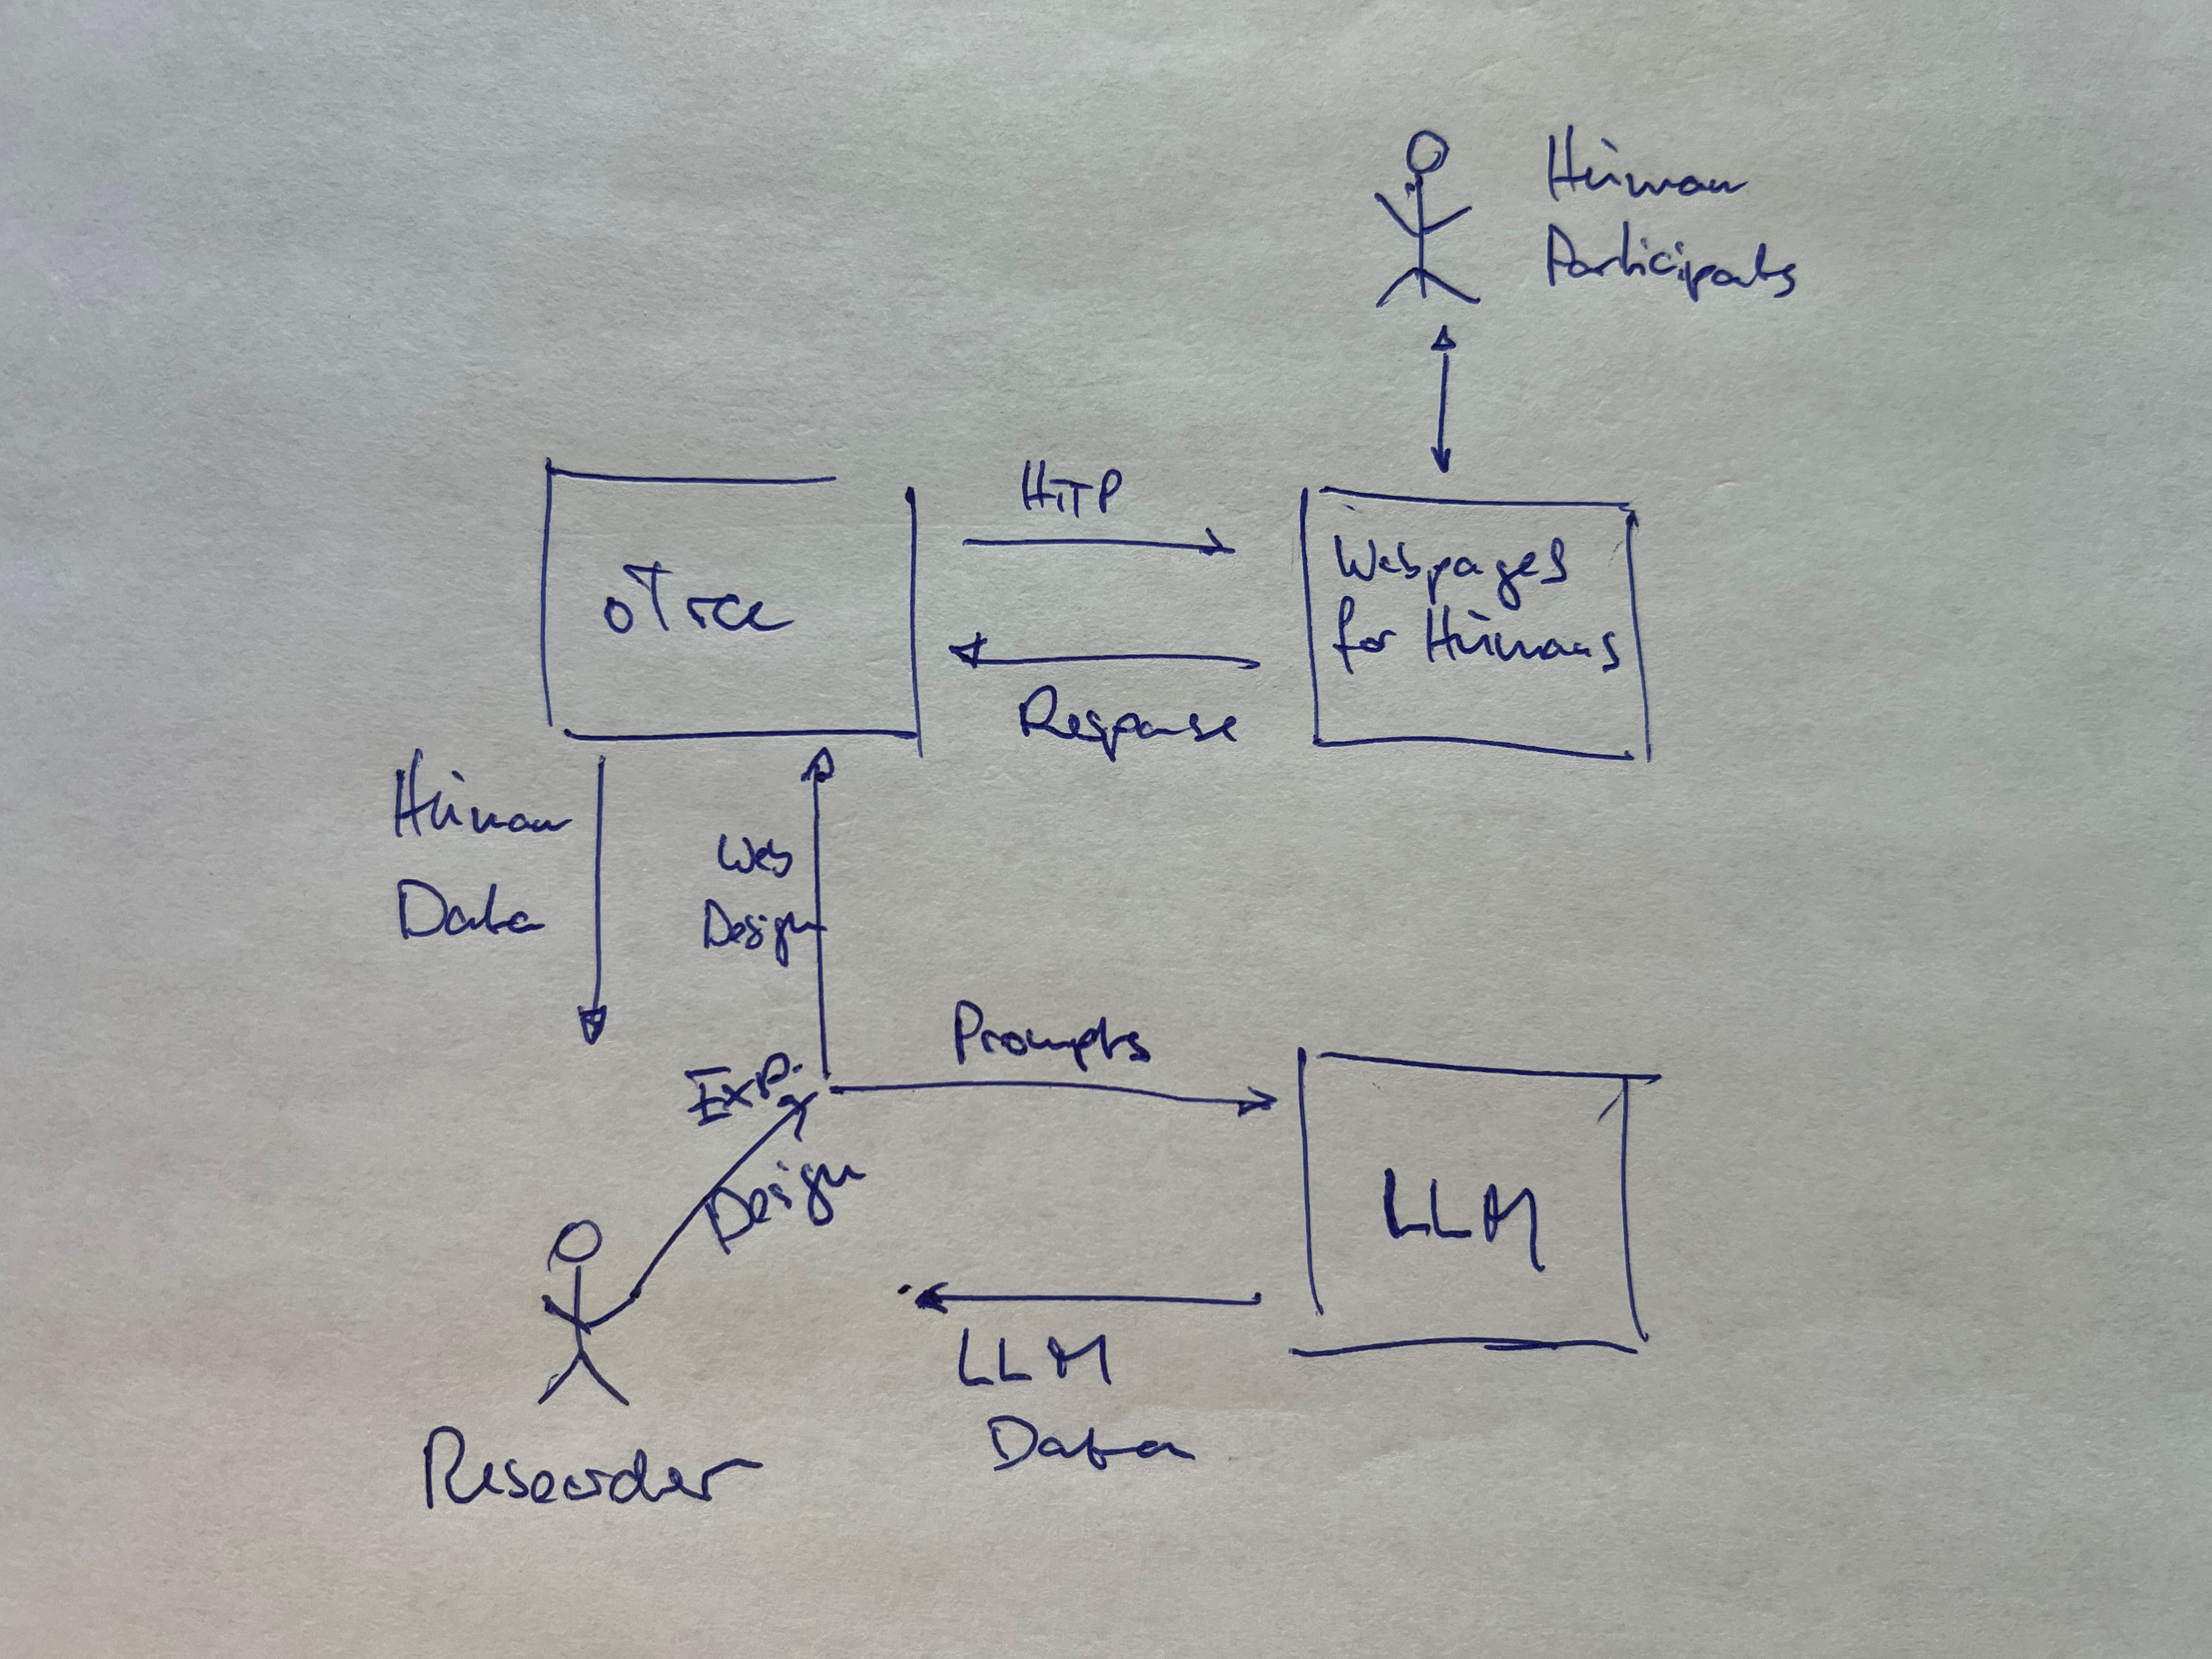 Human
Participants
HTTP
oTree
Webpages
for Humans
Response
Human
Data
Web
Design
Prompts
Exp.
Design
LLM
LLM
Data
Researcher